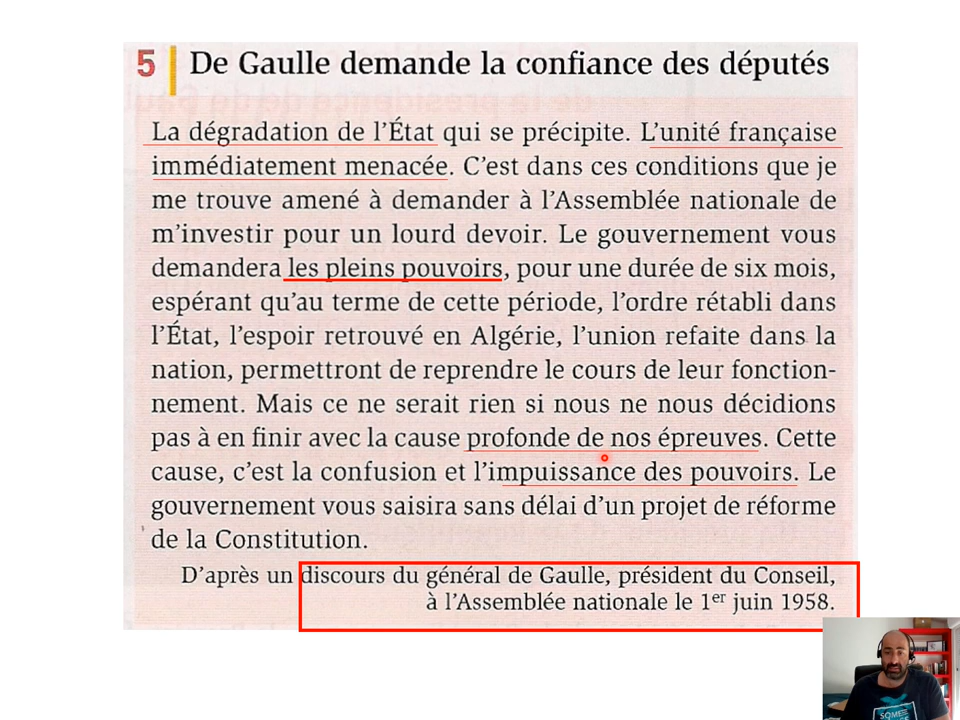 5 De Gaulle demande la confiance des députés
La dégradation de l'État qui se précipite. L'unité française
immédiatement menacée. C'est dans ces conditions que je
me trouve amené à demander à l'Assemblée nationale de
m'investir pour un lourd devoir. Le gouvernement vous
demandera les pleins pouvoirs, pour une durée de six mois,
espérant qu'au terme de cette période, l'ordre rétabli dans
l'État, l'espoir retrouvé en Algérie, l'union refaite dans la
nation, permettront de reprendre le cours de leur fonction-
nement. Mais ce ne serait rien si nous ne nous décidions
pas à en finir avec la cause profonde de nos épreuves. Cette
cause, c'est la confusion et l'impuissance des pouvoirs. Le
gouvernement vous saisira sans délai d'un projet de réforme
de la Constitution.
D'après un discours du général de Gaulle, président du Conseil,
à l'Assemblée nationale le 1er juin 1958.
SOME